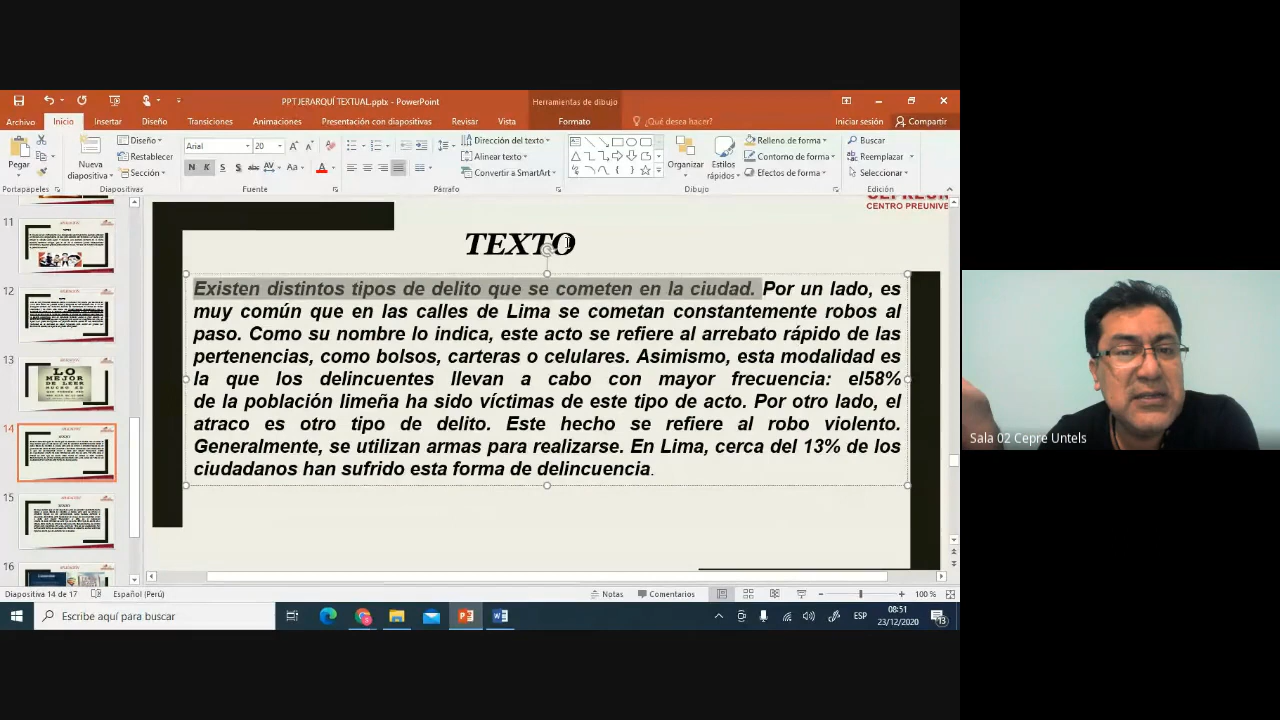 PPT JERARQUÍ TEXTUAL.pptx - PowerPoint
Herramientas de dibujo
Archivo Inicio Insertar Diseño Transiciones Animaciones Presentación con diapositivas Revisar Vista Formato ¿Qué desea hacer? Iniciar sesión Compartir
Pegar
Nueva diapositiva
Diseño
Restablecer
Sección
Arial 20
N K S abc AV Aa A
Dirección del texto
Alinear texto
Convertir a SmartArt
Organizar
Estilos rápidos
Relleno de forma
Contorno de forma
Efectos de forma
Buscar
Reemplazar
Seleccionar
Portapapeles Diapositivas Fuente Párrafo Dibujo Edición
11
12
13
LO
MEJOR
DE LEER
14
15
16
CENTRO PREUNIVE
TEXTO
Existen distintos tipos de delito que se cometen en la ciudad. Por un lado, es
muy común que en las calles de Lima se cometan constantemente robos al
paso. Como su nombre lo indica, este acto se refiere al arrebato rápido de las
pertenencias, como bolsos, carteras o celulares. Asimismo, esta modalidad es
la que los delincuentes llevan a cabo con mayor frecuencia: el58%
de la población limeña ha sido víctimas de este tipo de acto. Por otro lado, el
atraco es otro tipo de delito. Este hecho se refiere al robo violento.
Generalmente, se utilizan armas para realizarse. En Lima, cerca del 13% de los
ciudadanos han sufrido esta forma de delincuencia.
Sala 02 Cepre Untels
Diapositiva 14 de 17 Español (Perú) Notas Comentarios 100 %
Escribe aquí para buscar
ESP
08:51
23/12/2020
13